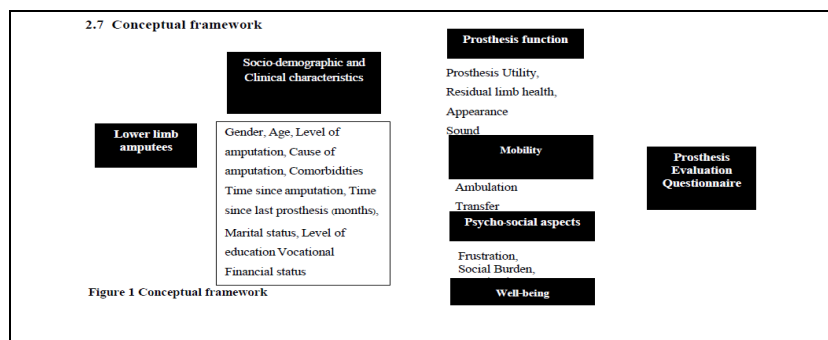 2.7 Conceptual framework
Prosthesis function
Socio-demographic and
Clinical characteristics
Prosthesis Utility,
Residual limb health,
Appearance
Sound
Lower limb
amputees
Gender, Age, Level of
amputation, Cause of
amputation, Comorbidities
Time since amputation, Time
since last prosthesis (months),
Marital status, Level of
education Vocational
Financial status
Mobility
Ambulation
Transfer
Psycho-social aspects
Frustration,
Social Burden,
Well-being
Prosthesis
Evaluation
Questionnaire
Figure 1 Conceptual framework